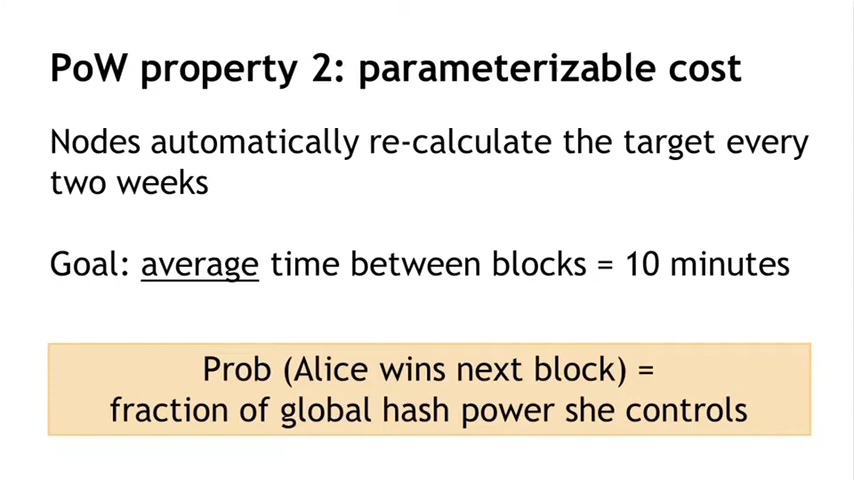 PoW property 2: parameterizable cost
Nodes automatically re-calculate the target every
two weeks
Goal: average time between blocks = 10 minutes
Prob (Alice wins next block) =
fraction of global hash power she controls